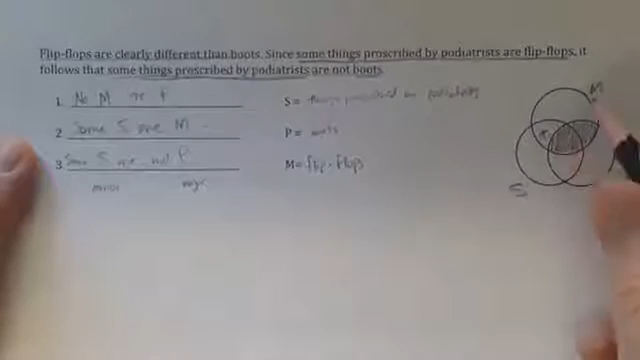 Flip-flops are clearly different than boots. Since some things proscribed by podiatrists are flip-flops, it
follows that some things proscribed by podiatrists are not boots.
1. No M are P
2. Some S are M
3. Some S are not P
minor major
S = things proscribed by podiatrists
P = boots
M = flip-flops
M
S